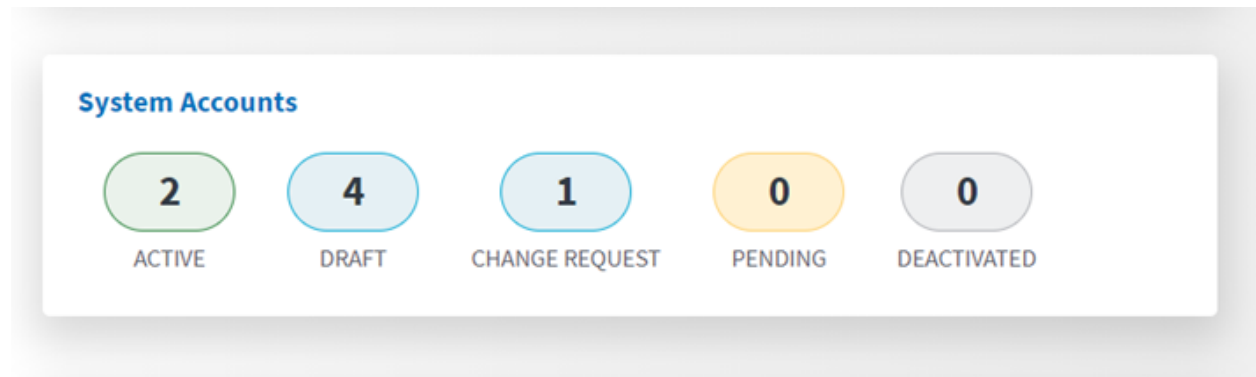 System Accounts
2 4 1 0 0
ACTIVE DRAFT CHANGE REQUEST PENDING DEACTIVATED